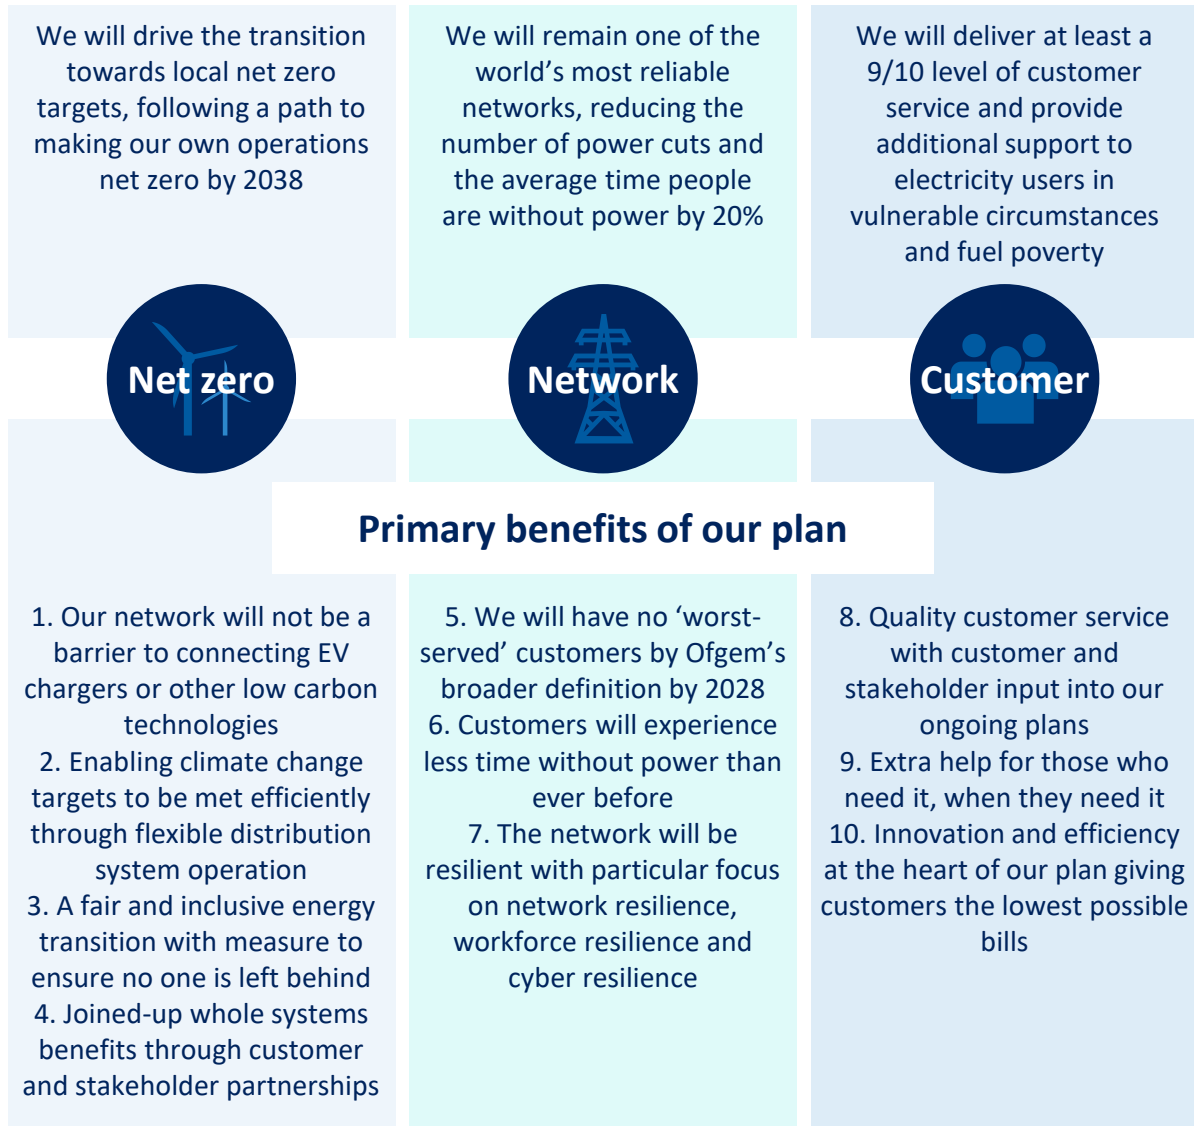 We will drive the transition
towards local net zero
targets, following a path to
making our own operations
net zero by 2038
We will remain one of the
world's most reliable
networks, reducing the
number of power cuts and
the average time people
are without power by 20%
We will deliver at least a
9/10 level of customer
service and provide
additional support to
electricity users in
vulnerable circumstances
and fuel poverty
Net zero
Network
Customer
Primary benefits of our plan
1. Our network will not be a
barrier to connecting EV
chargers or other low carbon
technologies
2. Enabling climate change
targets to be met efficiently
through flexible distribution
system operation
3. A fair and inclusive energy
transition with measure to
ensure no one is left behind
4. Joined-up whole systems
benefits through customer
and stakeholder partnerships
5. We will have no ‘worst-
served’ customers by Ofgem’s
broader definition by 2028
6. Customers will experience
less time without power than
ever before
7. The network will be
resilient with particular focus
on network resilience,
workforce resilience and
cyber resilience
8. Quality customer service
with customer and
stakeholder input into our
ongoing plans
9. Extra help for those who
need it, when they need it
10. Innovation and efficiency
at the heart of our plan giving
customers the lowest possible
bills